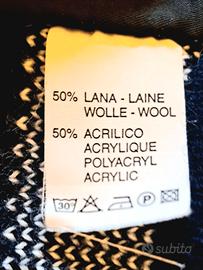 50% LANA - LAINE
WOLLE - WOOL
50% ACRILICO
ACRYLIQUE
POLYACRYL
ACRYLIC
30° P
subito